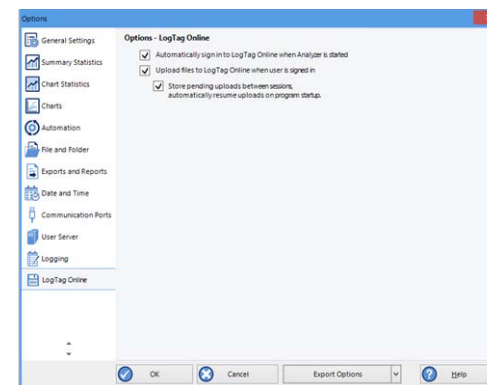 Options
General Settings
Summary Statistics
Chart Statistics
Charts
Automation
File and Folder
Exports and Reports
Date and Time
Communication Ports
User Server
Logging
LogTag Online
Options - LogTag Online
Automatically sign in to LogTag Online when Analyzer is started
Upload files to LogTag Online when user is signed in
Store pending uploads between sessions,
automatically resume uploads on program startup.
OK
Cancel
Export Options
Help